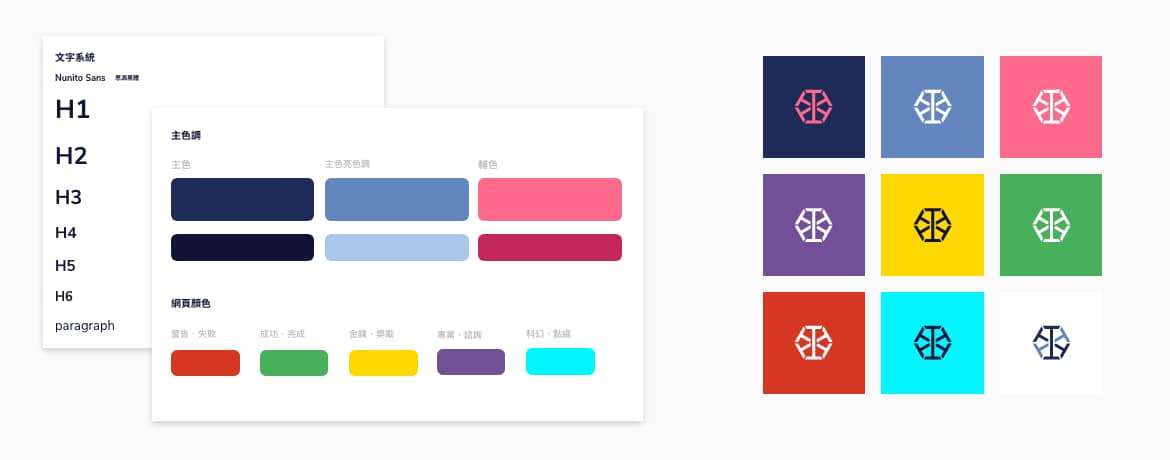 文字系統
Nunito Sans 思源黑體
H1
H2
H3
H4
H5
H6
paragraph
主色調
主色 主色亮色調 輔色
網頁顏色
警告、失敗 成功、完成 金錢、獎勵 專業、諮詢 科幻、點綴